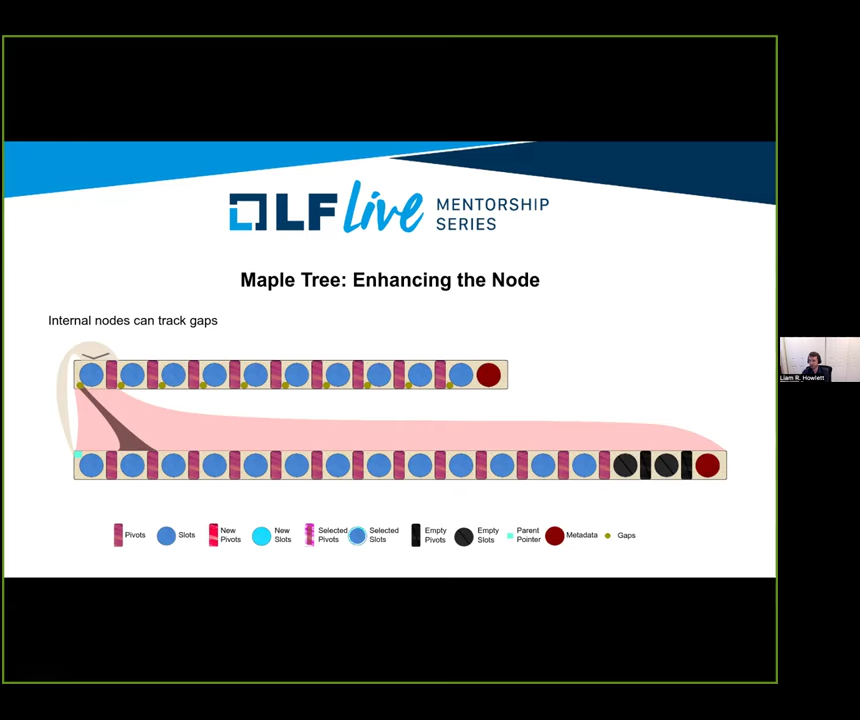 LF Live MENTORSHIP
SERIES
Maple Tree: Enhancing the Node
Internal nodes can track gaps
Pivots
Slots
New
Pivots
New
Slots
Selected
Pivots
Selected
Slots
Empty
Pivots
Empty
Slots
Parent
Pointer
Metadata
Gaps
Liam R. Howlett